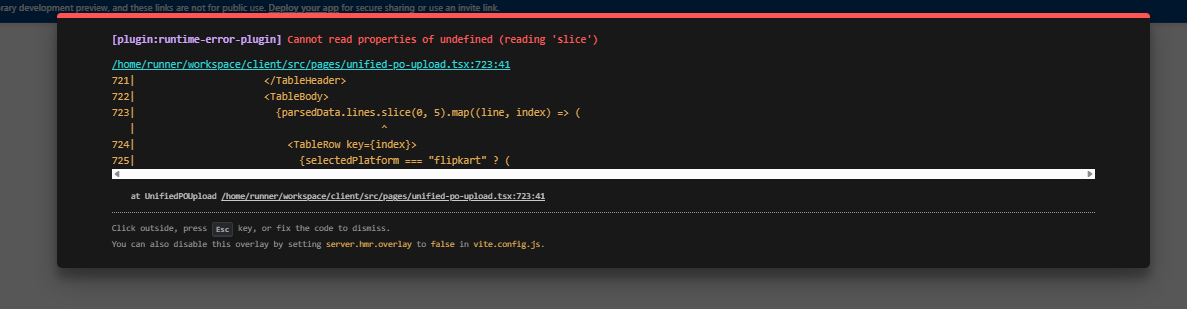 rary development preview, and these links are not for public use. Deploy your app for secure sharing or use an invite link.
[plugin:runtime-error-plugin] Cannot read properties of undefined (reading 'slice')
/home/runner/workspace/client/src/pages/unified-po-upload.tsx:723:41
721|                      </TableHeader>
722|                      <TableBody>
723|                        {parsedData.lines.slice(0, 5).map((line, index) => (
   |                                          ^
724|                          <TableRow key={index}>
725|                            {selectedPlatform === "flipkart" ? (
at UnifiedPOUpload /home/runner/workspace/client/src/pages/unified-po-upload.tsx:723:41
Click outside, press Esc key, or fix the code to dismiss.
You can also disable this overlay by setting server.hmr.overlay to false in vite.config.js.